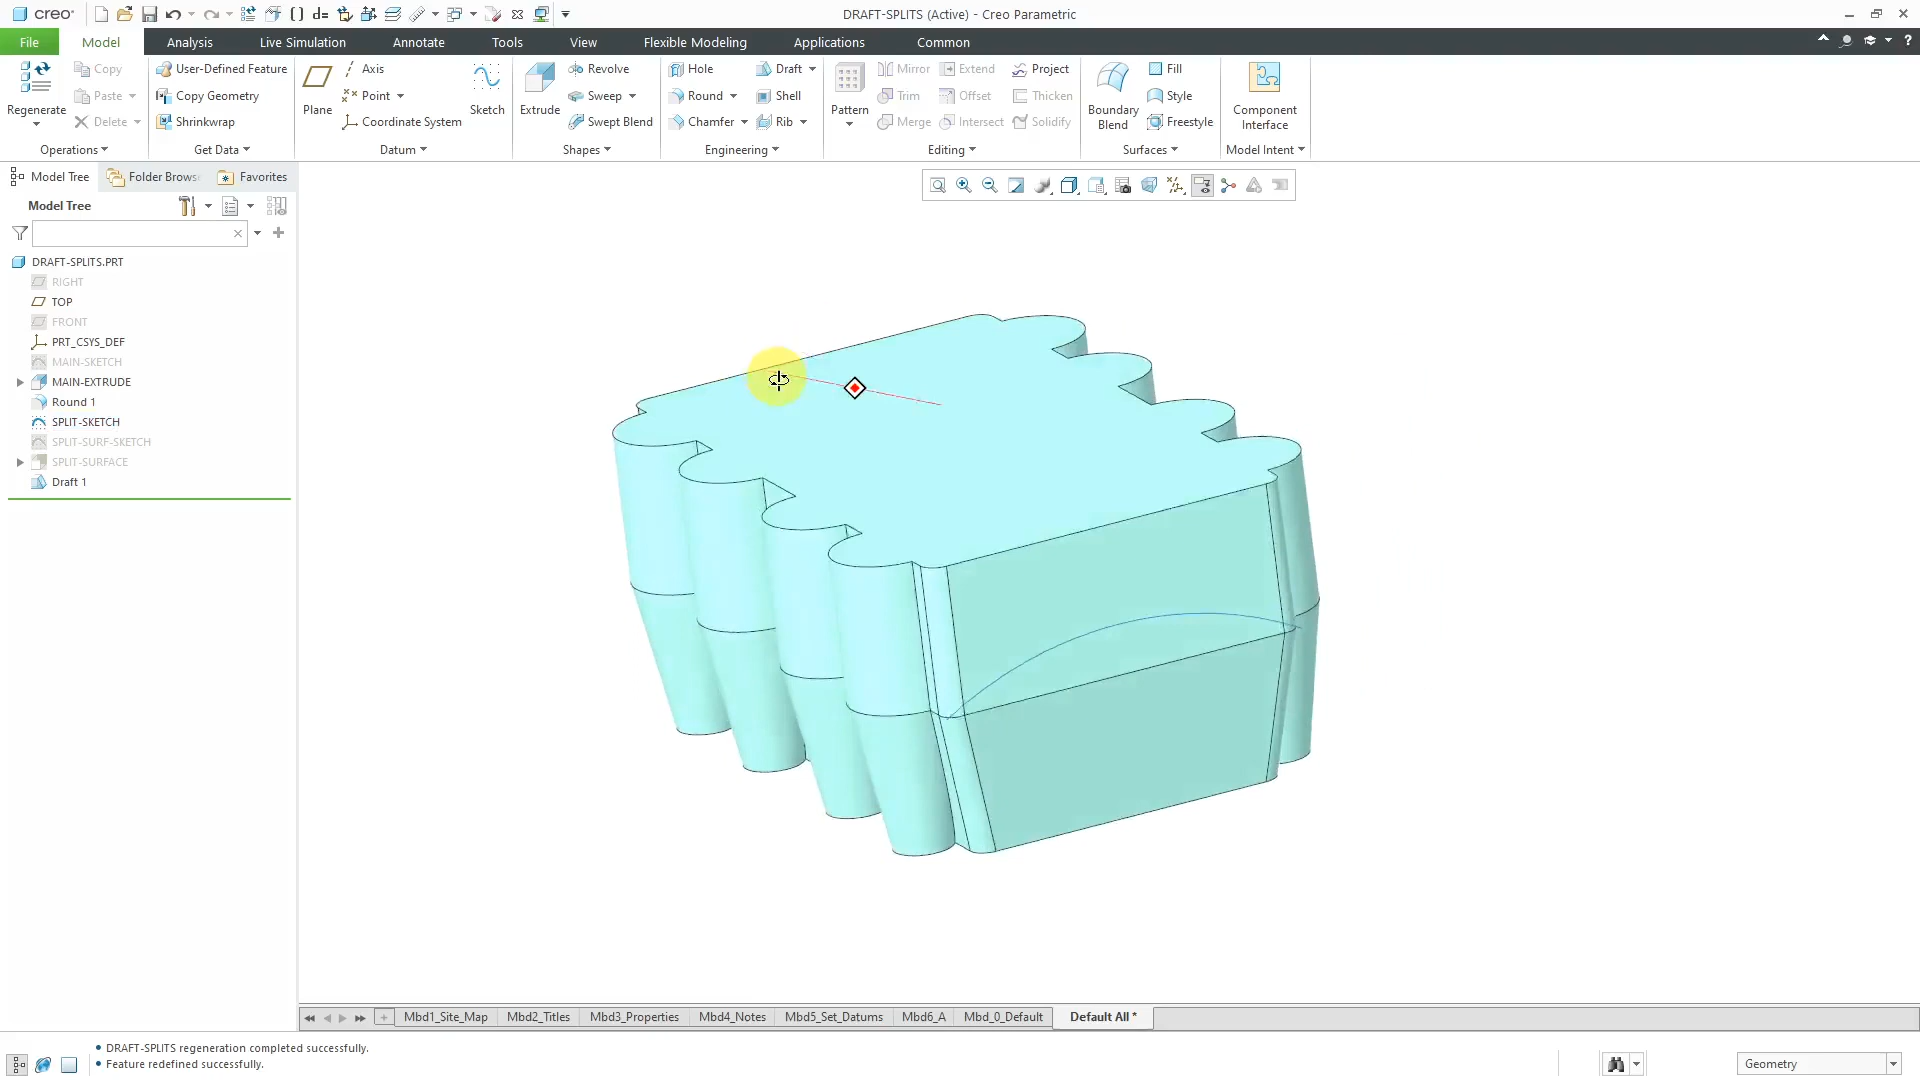 creo
DRAFT-SPLITS (Active) - Creo Parametric
File
Model
Analysis
Live Simulation
Annotate
Tools
View
Flexible Modeling
Applications
Common
Regenerate
Copy
Paste
Delete
Operations
User-Defined Feature
Copy Geometry
Shrinkwrap
Get Data
Plane
Axis
Point
Coordinate System
Sketch
Datum
Extrude
Revolve
Sweep
Swept Blend
Shapes
Hole
Round
Chamfer
Draft
Shell
Rib
Engineering
Pattern
Mirror
Trim
Merge
Extend
Offset
Intersect
Project
Thicken
Solidify
Editing
Boundary
Blend
Fill
Style
Freestyle
Surfaces
Component
Interface
Model Intent
Model Tree
Folder Brows
Favorites
Model Tree
DRAFT-SPLITS.PRT
RIGHT
TOP
FRONT
PRT_CSYS_DEF
MAIN-SKETCH
MAIN-EXTRUDE
Round 1
SPLIT-SKETCH
SPLIT-SURF-SKETCH
SPLIT-SURFACE
Draft 1
Mbd1_Site_Map
Mbd2_Titles
Mbd3_Properties
Mbd4_Notes
Mbd5_Set_Datums
Mbd6_A
Mbd_0_Default
Default All *
• DRAFT-SPLITS regeneration completed successfully.
• Feature redefined successfully.
Geometry